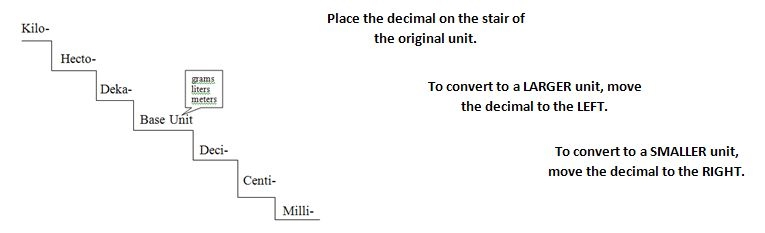 Kilo-
Hecto-
Deka-
grams
liters
meters
Base Unit
Deci-
Centi-
Milli-
Place the decimal on the stair of
the original unit.
To convert to a LARGER unit, move
the decimal to the LEFT.
To convert to a SMALLER unit,
move the decimal to the RIGHT.